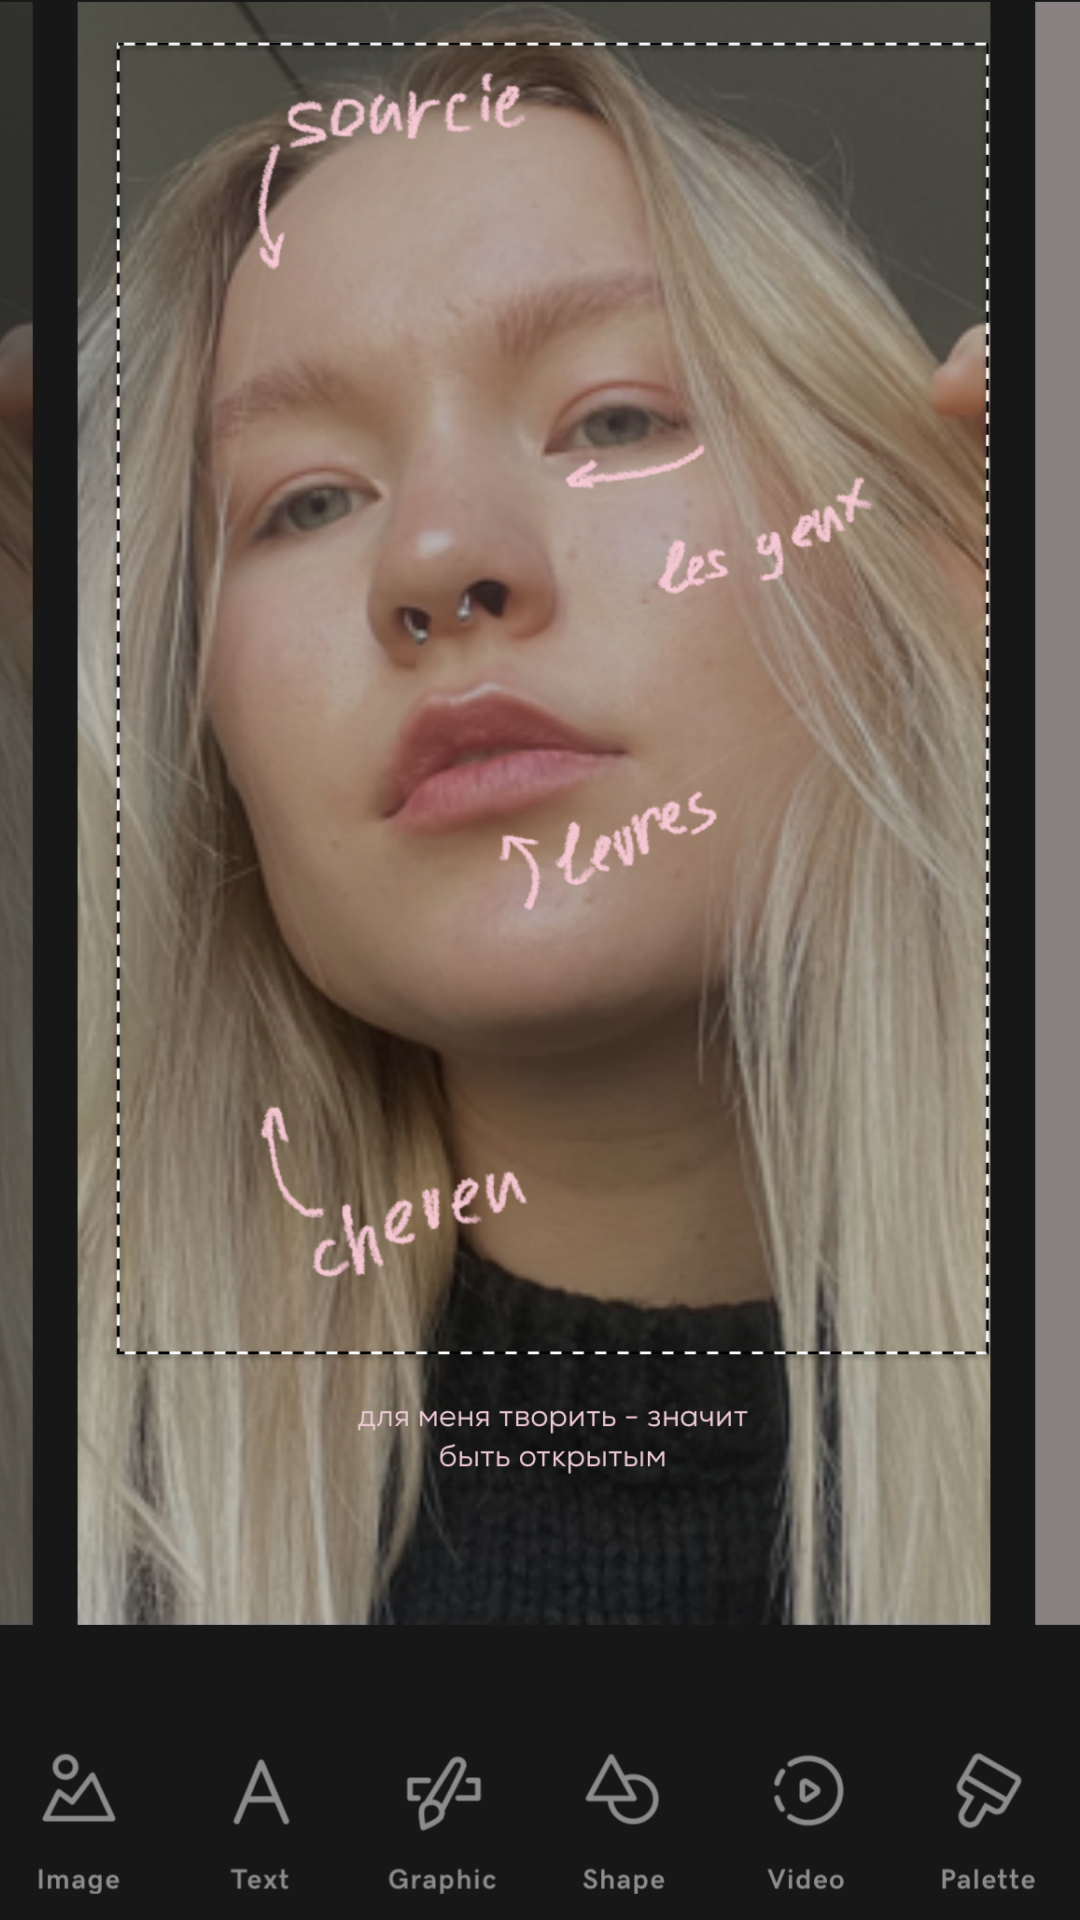 sourcie
les yeux
levres
cheveu
для меня творить - значит
быть открытым
Image
Text
Graphic
Shape
Video
Palette